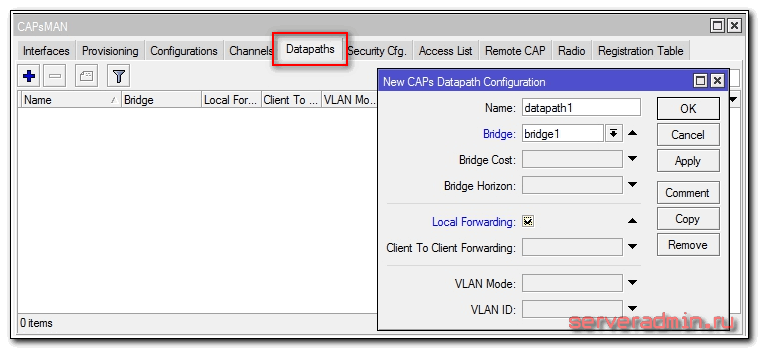 CAPsMAN
Interfaces Provisioning Configurations Channels Datapaths Security Cfg. Access List Remote CAP Radio Registration Table
Name Bridge Local For... Client To ... VLAN Mo...
New CAPs Datapath Configuration
Name: datapath1
Bridge: bridge1
Bridge Cost:
Bridge Horizon:
Local Forwarding:
Client To Client Forwarding:
VLAN Mode:
VLAN ID:
OK
Cancel
Apply
Comment
Copy
Remove
0 items
serveradmin.ru